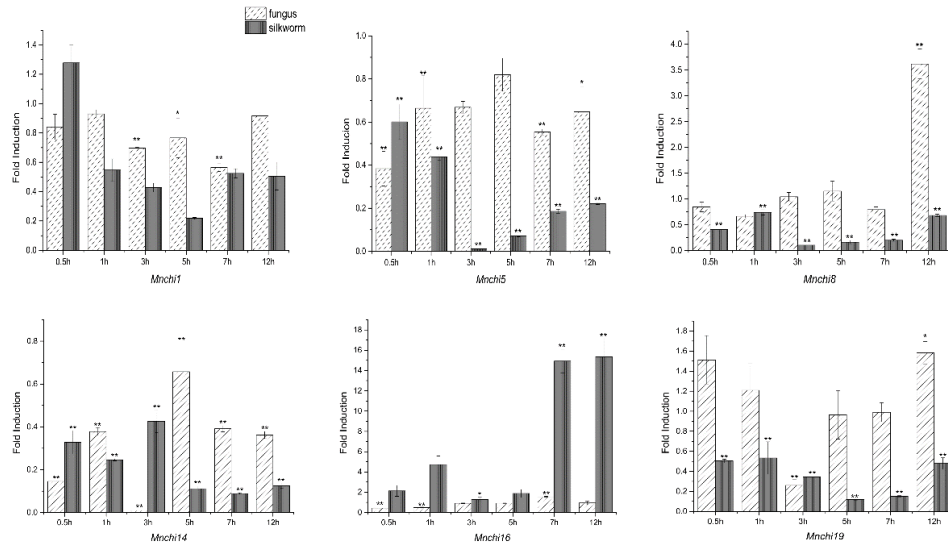 fungus
silkworm
Fold Induction
1.4
1.2
1.0
0.8
0.6
0.4
0.2
0.0
** * **
0.5h 1h 3h 5h 7h 12h
Mnchi1
Fold Induction
1.0
0.8
0.6
0.4
0.2
0.0
** ** ** ** ** ** ** *
0.5h 1h 3h 5h 7h 12h
Mnchi5
Fold Induction
4.0
3.5
3.0
2.5
2.0
1.5
1.0
0.5
0.0
** ** ** ** ** ** **
0.5h 1h 3h 5h 7h 12h
Mnchi8
Fold Induction
0.8
0.6
0.4
0.2
0.0
** ** ** ** ** ** ** ** ** ** **
0.5h 1h 3h 5h 7h 12h
Mnchi14
Fold Induction
18
16
14
12
10
8
6
4
2
0
** ** * ** ** **
0.5h 1h 3h 5h 7h 12h
Mnchi16
Fold Induction
1.8
1.6
1.4
1.2
1.0
0.8
0.6
0.4
0.2
0.0
** ** ** ** ** ** * **
0.5h 1h 3h 5h 7h 12h
Mnchi19